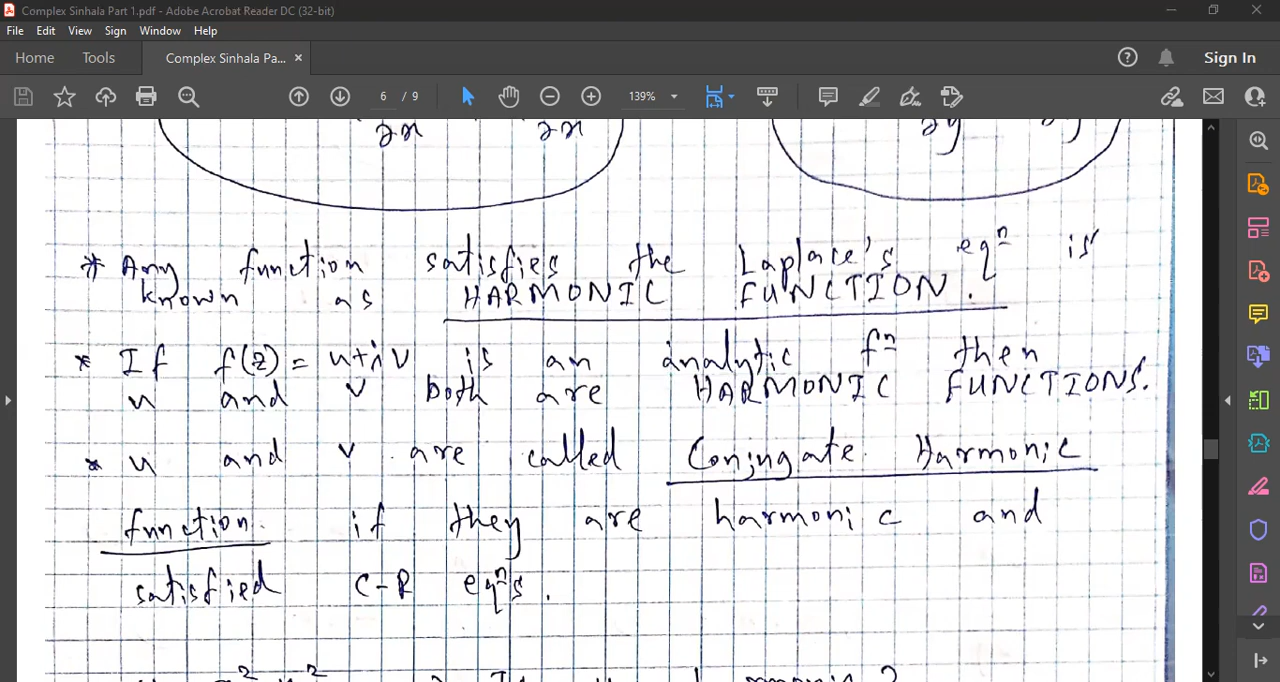 Complex Sinhala Part 1.pdf - Adobe Acrobat Reader DC (32-bit)
File Edit View Sign Window Help
Home Tools Complex Sinhala Pa... × Sign In
6 / 9 139%
∂x ∂x ∂y
* Any function satisfies the Laplace's eqⁿ is
known as HARMONIC FUNCTION.
* If f(z) = u+iv is an analytic fⁿ then
u and v both are HARMONIC FUNCTIONS.
* u and v are called Conjugate Harmonic
function if they are harmonic and
satisfied C-R eqⁿs.